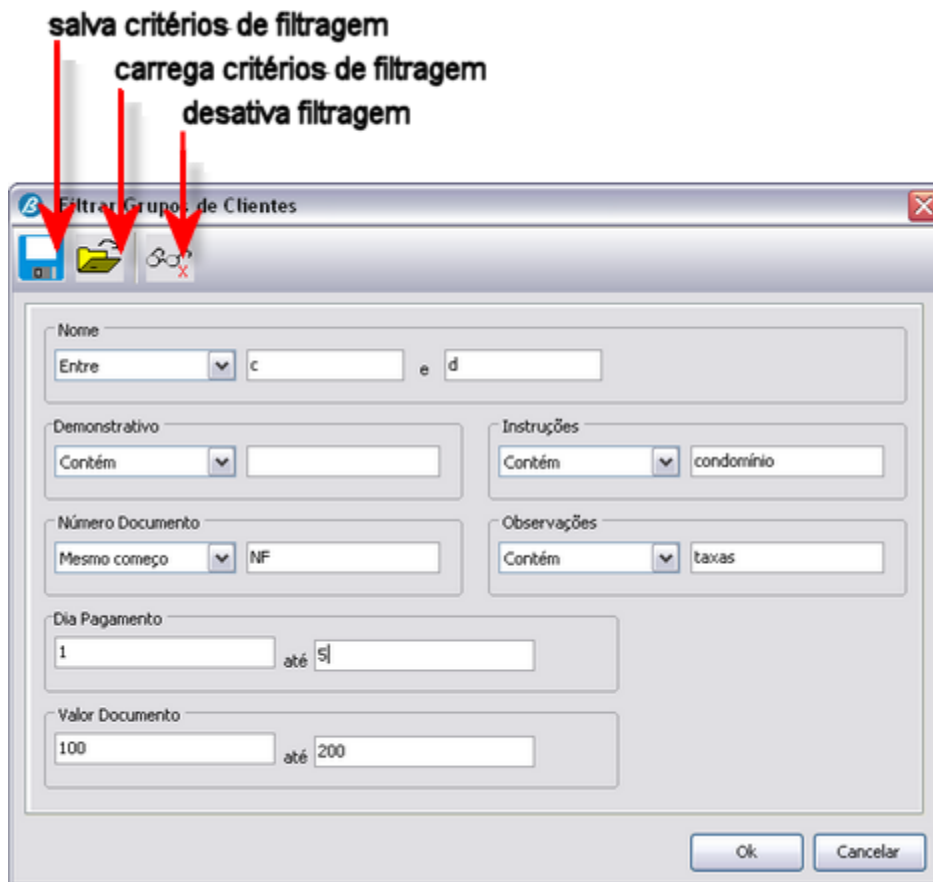 salva critérios de filtragem
carrega critérios de filtragem
desativa filtragem
Filtrar Grupos de Clientes
Nome
Entre c e d
Demonstrativo Instruções
Contém Contém condomínio
Número Documento Observações
Mesmo começo NF Contém taxas
Dia Pagamento
1 até 5
Valor Documento
100 até 200
Ok Cancelar